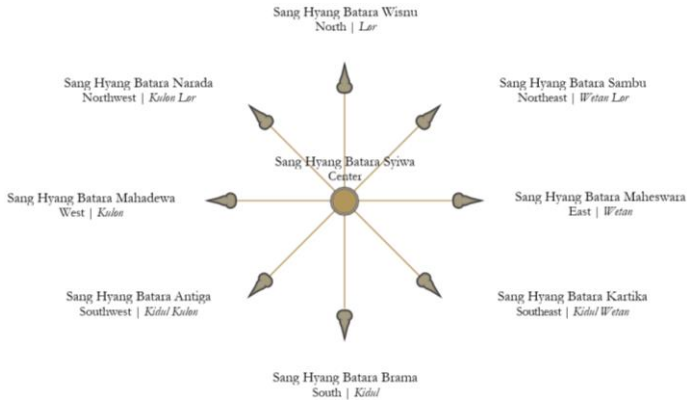 Sang Hyang Batara Wisnu
North | Lor
Sang Hyang Batara Narada
Northwest | Kulon Lor
Sang Hyang Batara Sambu
Northeast | Wetan Lor
Sang Hyang Batara Syiwa
Center
Sang Hyang Batara Mahadewa
West | Kulon
Sang Hyang Batara Maheswara
East | Wetan
Sang Hyang Batara Antiga
Southwest | Kidul Kulon
Sang Hyang Batara Kartika
Southeast | Kidul Wetan
Sang Hyang Batara Brama
South | Kidul